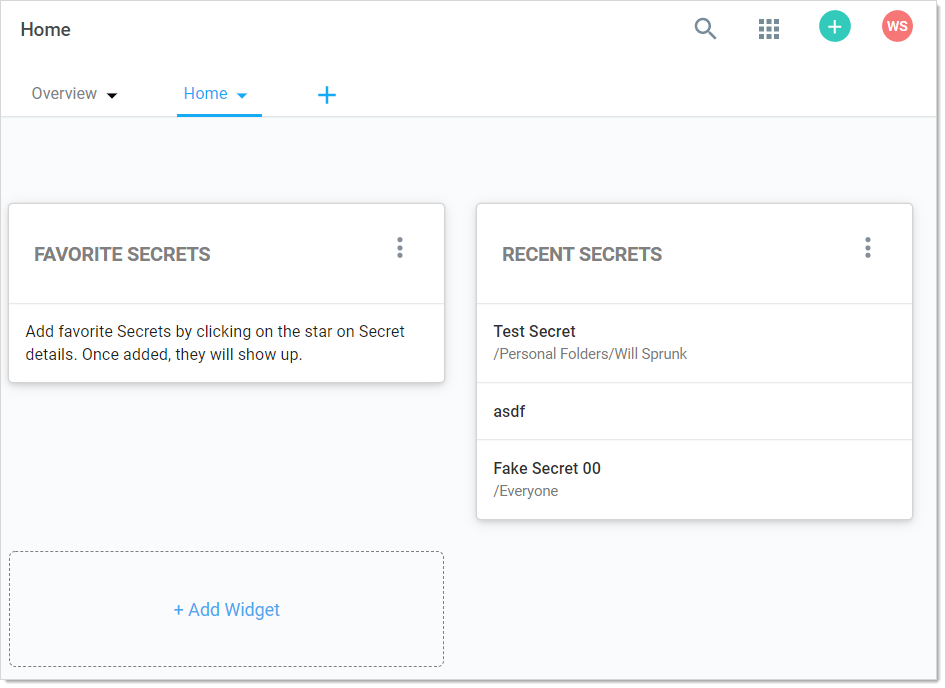 Home
WS
Overview
Home
FAVORITE SECRETS
Add favorite Secrets by clicking on the star on Secret
details. Once added, they will show up.
RECENT SECRETS
Test Secret
/Personal Folders/Will Sprunk
asdf
Fake Secret 00
/Everyone
+ Add Widget